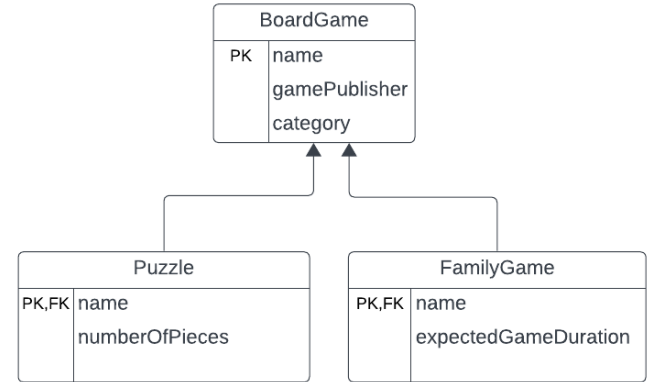 BoardGame
PK name
gamePublisher
category
Puzzle
PK,FK name
numberOfPieces
FamilyGame
PK,FK name
expectedGameDuration